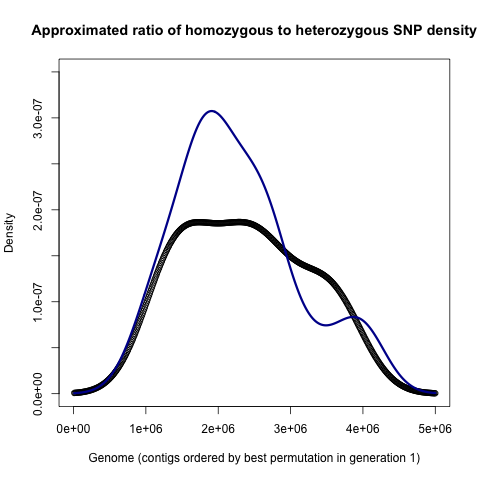 Approximated ratio of homozygous to heterozygous SNP density
Density
3.0e-07
2.0e-07
1.0e-07
0.0e+00
0e+00 1e+06 2e+06 3e+06 4e+06 5e+06
Genome (contigs ordered by best permutation in generation 1)